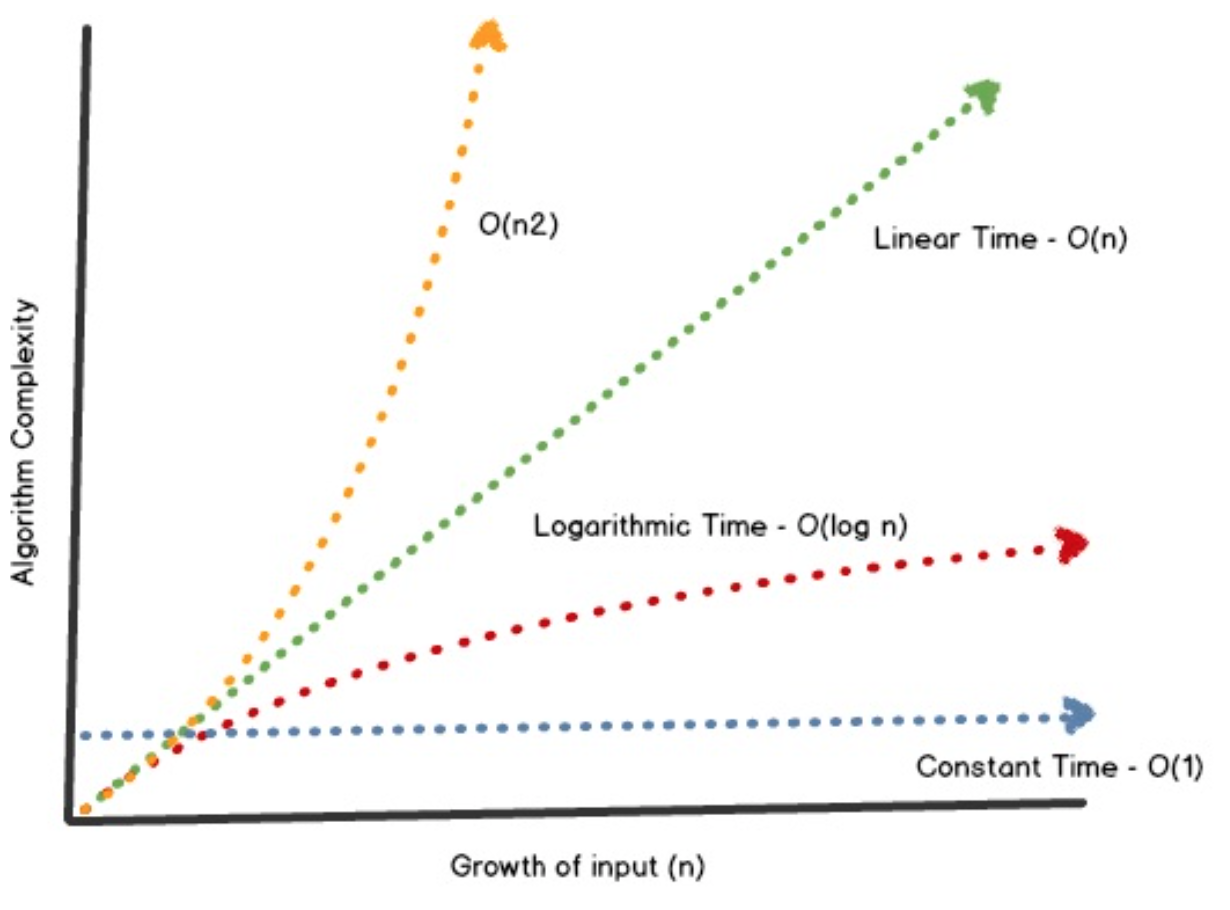 O(n2)
Linear Time - O(n)
Algorithm Complexity
Logarithmic Time - O(log n)
Constant Time - O(1)
Growth of input (n)